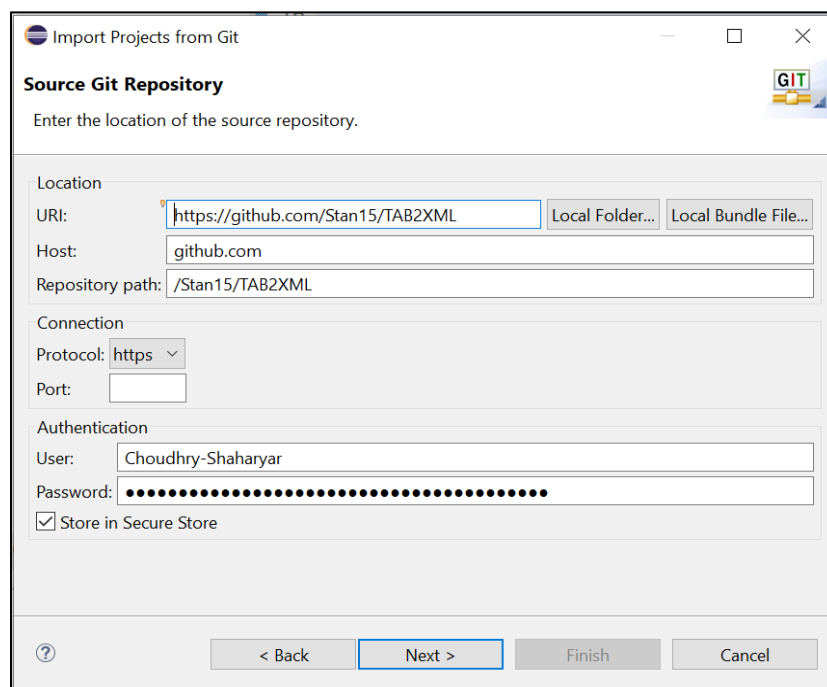 Import Projects from Git
Source Git Repository
GIT
Enter the location of the source repository.
Location
URI: https://github.com/Stan15/TAB2XML Local Folder... Local Bundle File...
Host: github.com
Repository path: /Stan15/TAB2XML
Connection
Protocol: https
Port:
Authentication
User: Choudhry-Shaharyar
Password: ●●●●●●●●●●●●●●●●●●●●●●●●●●●●●●●●●●●●●●●●
Store in Secure Store
? < Back Next > Finish Cancel